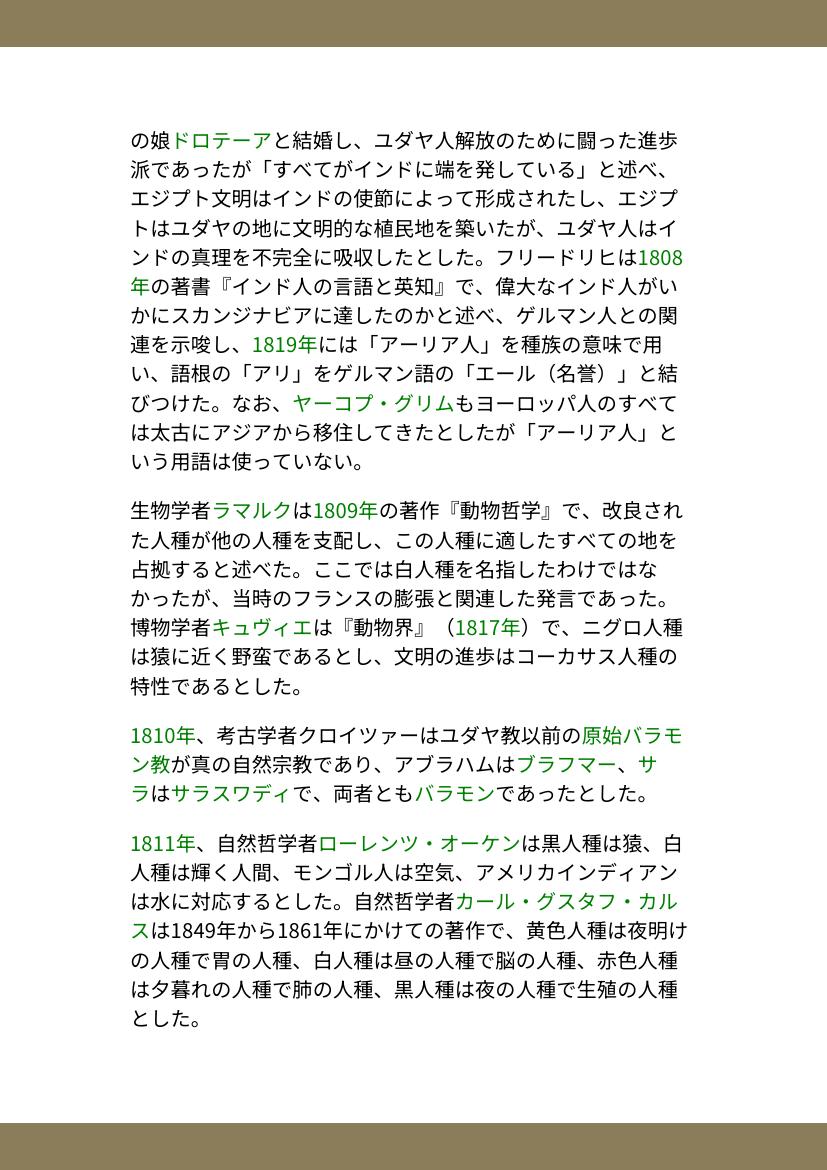 の娘ドロテーアと結婚し、ユダヤ人解放のために闘った進歩
派であったが「すべてがインドに端を発している」と述べ、
エジプト文明はインドの使節によって形成されたし、エジプ
トはユダヤの地に文明的な植民地を築いたが、ユダヤ人はイ
ンドの真理を不完全に吸収したとした。フリードリヒは1808
年の著書『インド人の言語と英知』で、偉大なインド人がい
かにスカンジナビアに達したのかと述べ、ゲルマン人との関
連を示唆し、1819年には「アーリア人」を種族の意味で用
い、語根の「アリ」をゲルマン語の「エール（名誉）」と結
びつけた。なお、ヤーコプ・グリムもヨーロッパ人のすべて
は太古にアジアから移住してきたとしたが「アーリア人」と
いう用語は使っていない。
生物学者ラマルクは1809年の著作『動物哲学』で、改良され
た人種が他の人種を支配し、この人種に適したすべての地を
占拠すると述べた。ここでは白人種を名指したわけではな
かったが、当時のフランスの膨張と関連した発言であった。
博物学者キュヴィエは『動物界』（1817年）で、ニグロ人種
は猿に近く野蛮であるとし、文明の進歩はコーカサス人種の
特性であるとした。
1810年、考古学者クロイツァーはユダヤ教以前の原始バラモ
ン教が真の自然宗教であり、アブラハムはブラフマー、サ
ラはサラスワディで、両者ともバラモンであったとした。
1811年、自然哲学者ローレンツ・オーケンは黒人種は猿、白
人種は輝く人間、モンゴル人は空気、アメリカインディアン
は水に対応するとした。自然哲学者カール・グスタフ・カル
スは1849年から1861年にかけての著作で、黄色人種は夜明け
の人種で胃の人種、白人種は昼の人種で脳の人種、赤色人種
は夕暮れの人種で肺の人種、黒人種は夜の人種で生殖の人種
とした。